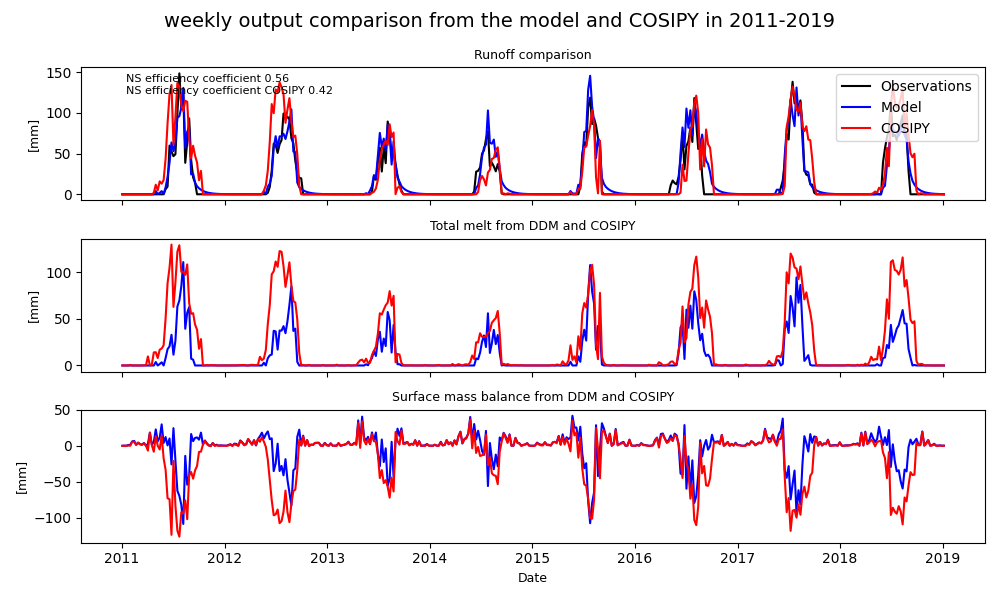 weekly output comparison from the model and COSIPY in 2011-2019
Runoff comparison
NS efficiency coefficient 0.56
NS efficiency coefficient COSIPY 0.42
Observations
Model
COSIPY
150
100
50
0
[mm]
Total melt from DDM and COSIPY
100
50
0
[mm]
Surface mass balance from DDM and COSIPY
50
0
−50
−100
[mm]
2011 2012 2013 2014 2015 2016 2017 2018 2019
Date